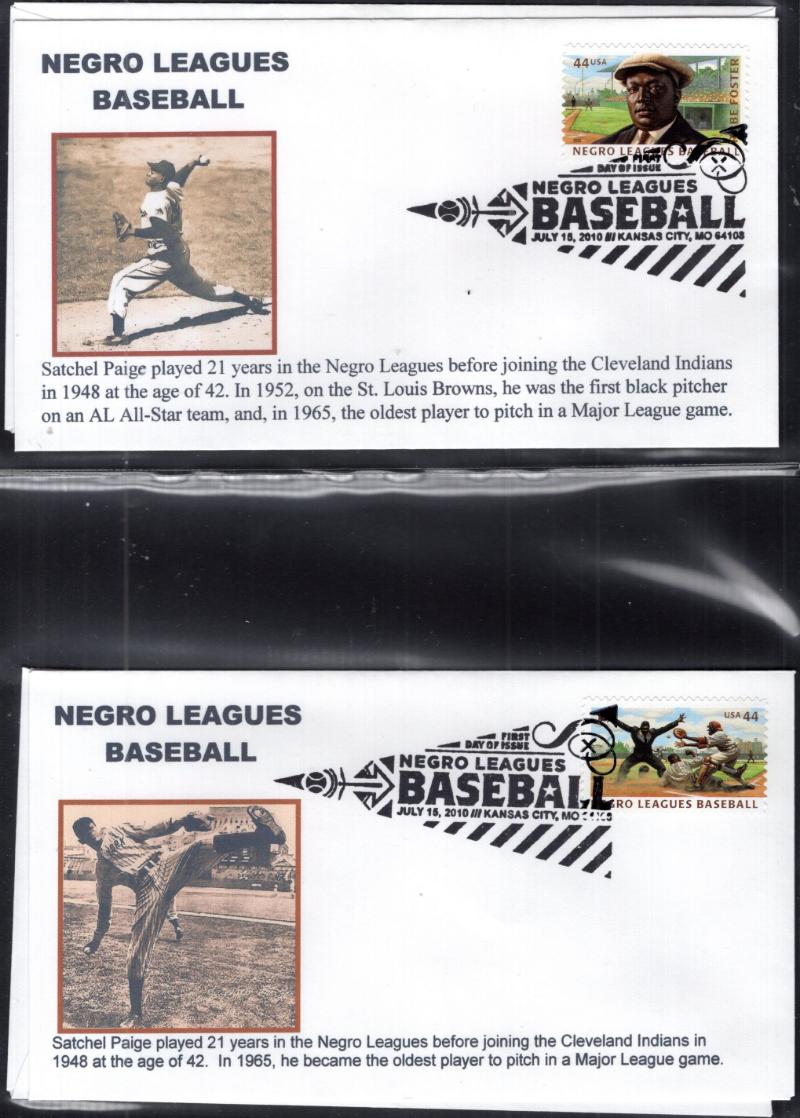 NEGRO LEAGUES
BASEBALL
44 USA
NEGRO LEAGUES BASEBALL
FOSTER
FIRST
DAY OF ISSUE
NEGRO LEAGUES
BASEBALL
JULY 15, 2010 /// KANSAS CITY, MO 64108
Satchel Paige played 21 years in the Negro Leagues before joining the Cleveland Indians
in 1948 at the age of 42. In 1952, on the St. Louis Browns, he was the first black pitcher
on an AL All-Star team, and, in 1965, the oldest player to pitch in a Major League game.
NEGRO LEAGUES
BASEBALL
USA 44
LEAGUES BASEBALL
FIRST
DAY OF ISSUE
NEGRO LEAGUES
BASEBALL
JULY 15, 2010 /// KANSAS CITY, MO
Satchel Paige played 21 years in the Negro Leagues before joining the Cleveland Indians in
1948 at the age of 42. In 1965, he became the oldest player to pitch in a Major League game.